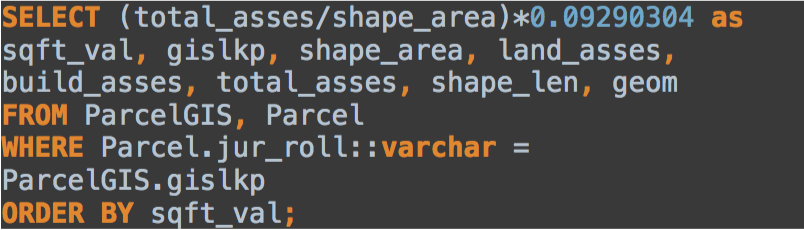 SELECT (total_asses/shape_area)*0.09290304 as
sqft_val, gislkp, shape_area, land_asses,
build_asses, total_asses, shape_len, geom
FROM ParcelGIS, Parcel
WHERE Parcel.jur_roll::varchar =
ParcelGIS.gislkp
ORDER BY sqft_val;